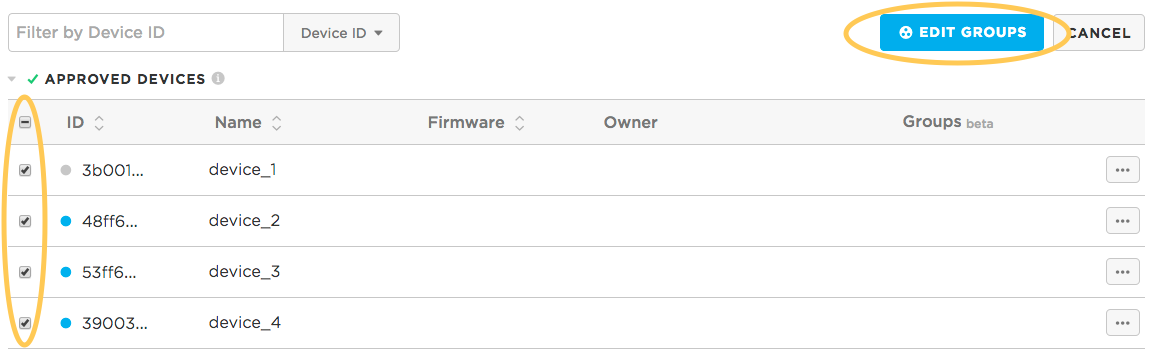 Filter by Device ID Device ID EDIT GROUPS CANCEL
APPROVED DEVICES
ID Name Firmware Owner Groups beta
3b001... device_1
48ff6... device_2
53ff6... device_3
39003... device_4